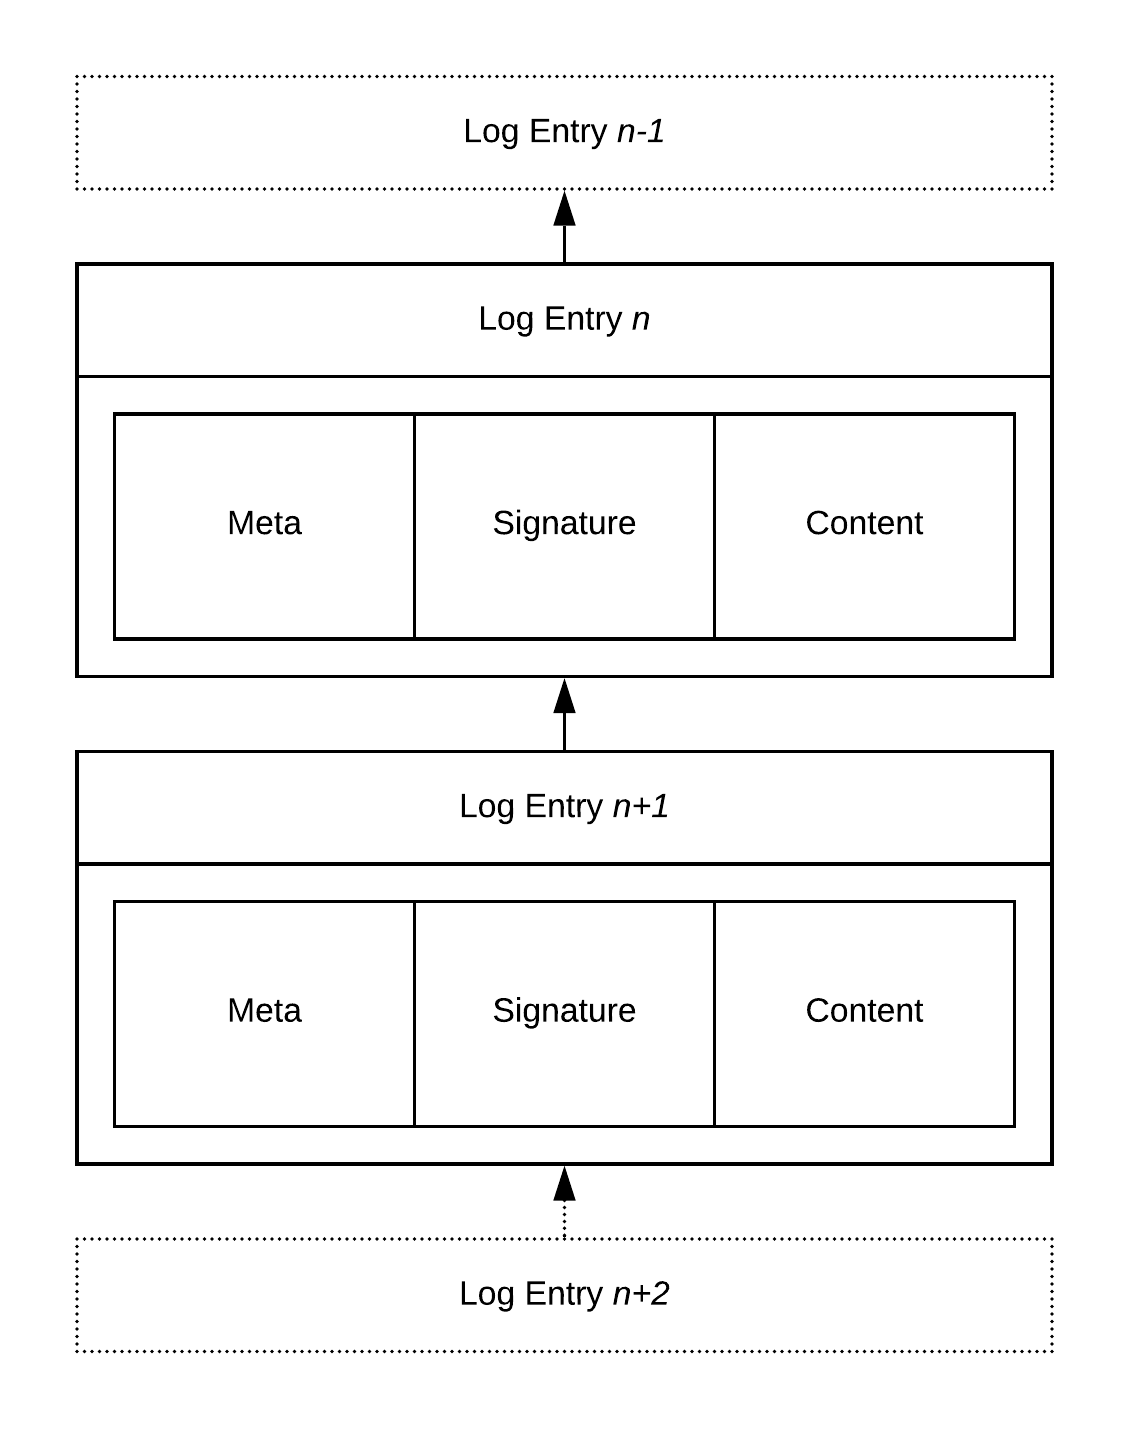 Log Entry n-1
Log Entry n
Meta Signature Content
Log Entry n+1
Meta Signature Content
Log Entry n+2